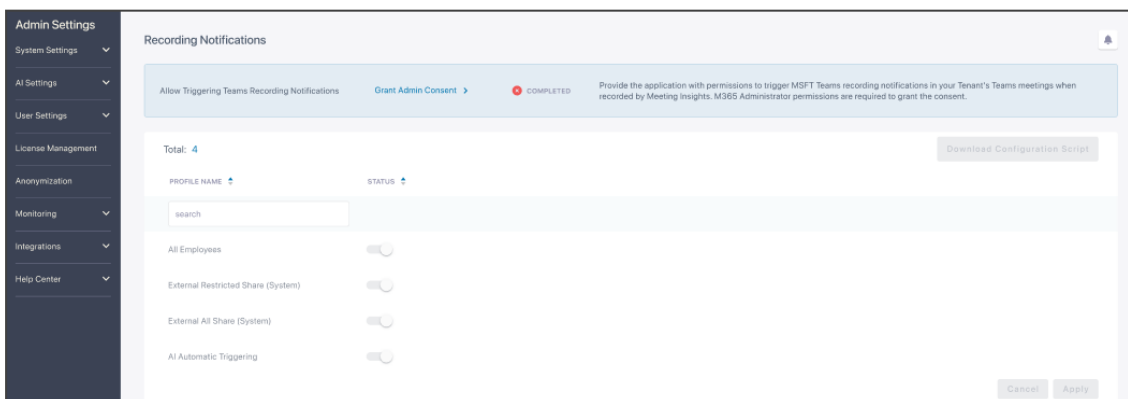 Admin Settings
System Settings
AI Settings
User Settings
License Management
Anonymization
Monitoring
Integrations
Help Center
Recording Notifications
Allow Triggering Teams Recording Notifications
Grant Admin Consent >
COMPLETED
Provide the application with permissions to trigger MSFT Teams recording notifications in your Tenant's Teams meetings when
recorded by Meeting Insights. M365 Administrator permissions are required to grant the consent.
Total: 4
Download Configuration Script
PROFILE NAME
STATUS
search
All Employees
External Restricted Share (System)
External All Share (System)
AI Automatic Triggering
Cancel
Apply